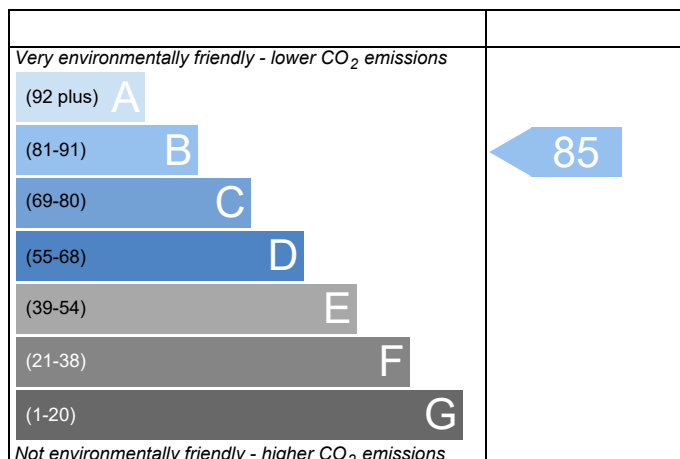 Very environmentally friendly - lower CO₂ emissions
(92 plus) A
(81-91) B
85
(69-80) C
(55-68) D
(39-54) E
(21-38) F
(1-20) G
Not environmentally friendly - higher CO₂ emissions